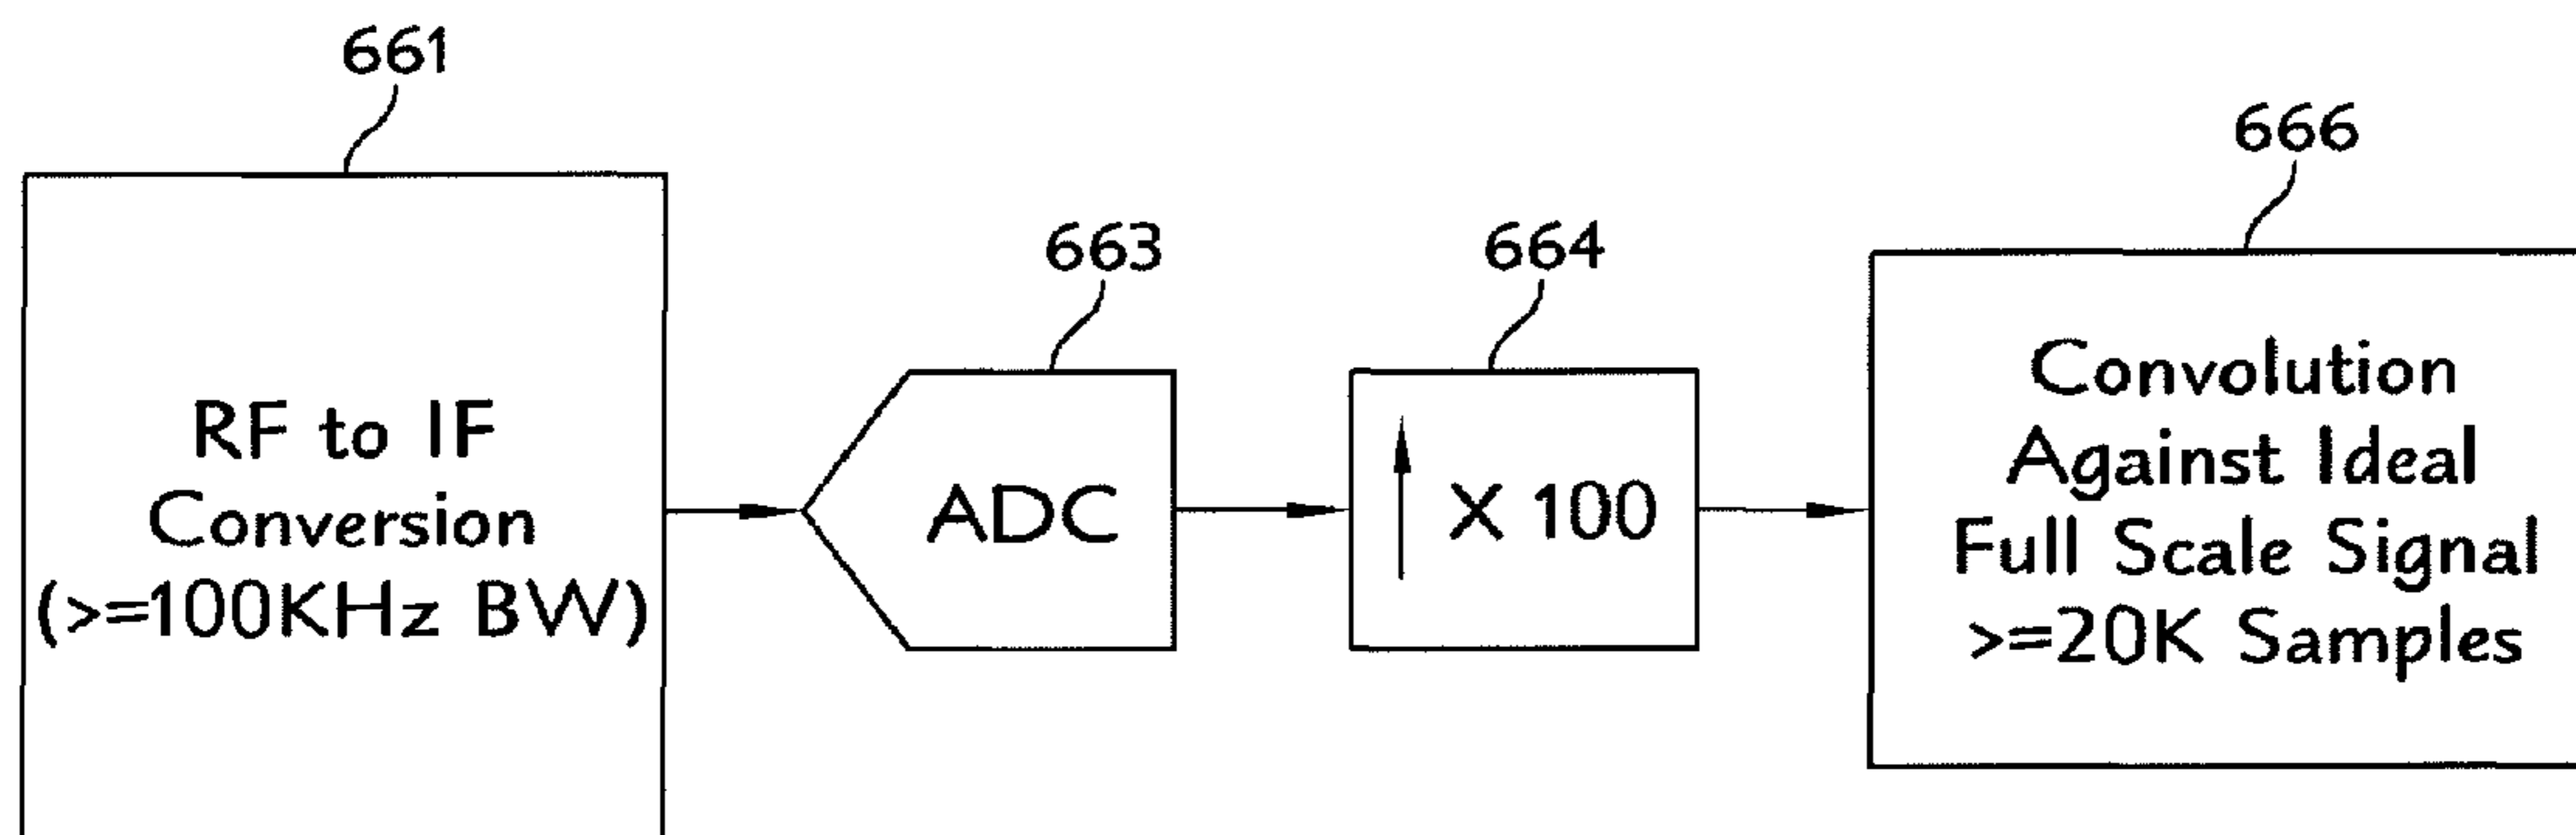 661
RF to IF
Conversion
(>=100KHz BW)
663
ADC
664
X 100
666
Convolution
Against Ideal
Full Scale Signal
>=20K Samples